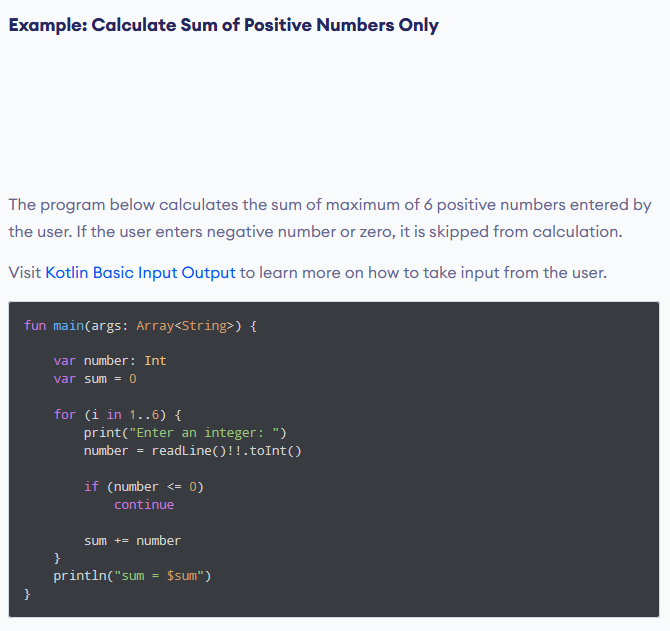 Example: Calculate Sum of Positive Numbers Only
The program below calculates the sum of maximum of 6 positive numbers entered by
the user. If the user enters negative number or zero, it is skipped from calculation.
Visit Kotlin Basic Input Output to learn more on how to take input from the user.
fun main(args: Array<String>) {
    var number: Int
    var sum = 0
    for (i in 1..6) {
        print("Enter an integer: ")
        number = readLine()!!.toInt()
        if (number <= 0)
            continue
        sum += number
    }
    println("sum = $sum")
}